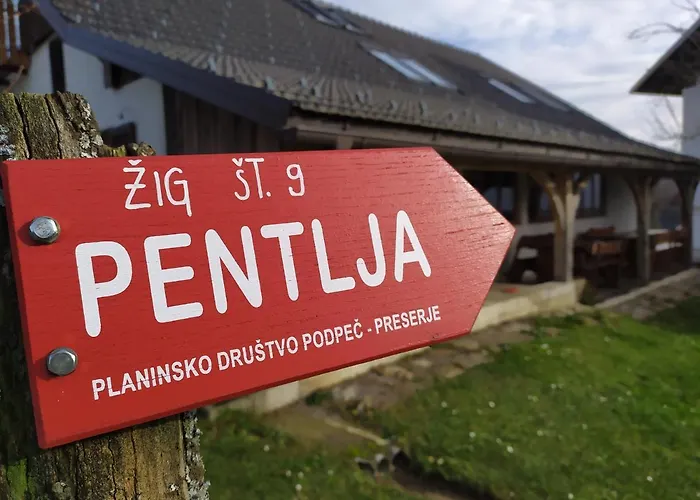 ŽIG ŠT. 9
PENTLJA
PLANINSKO DRUŠTVO PODPEČ - PRESERJE